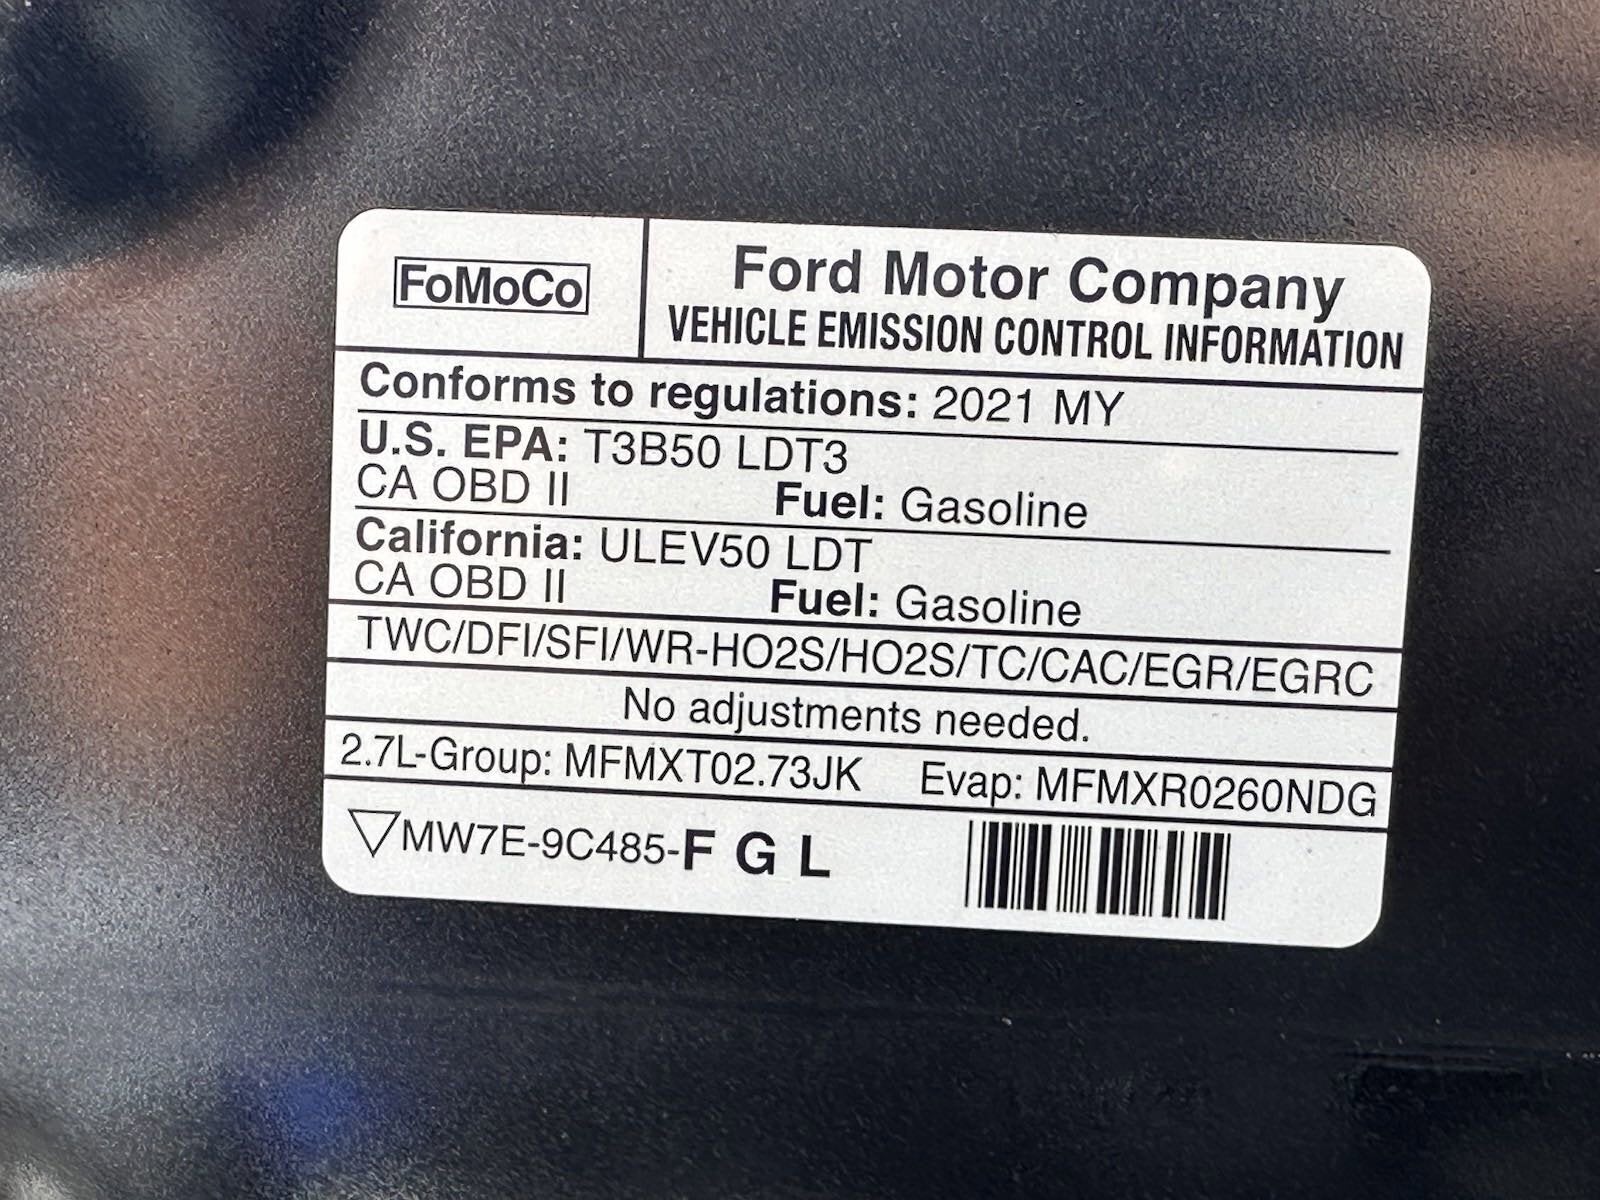 FoMoCo
Ford Motor Company
VEHICLE EMISSION CONTROL INFORMATION
Conforms to regulations: 2021 MY
U.S. EPA: T3B50 LDT3
CA OBD II Fuel: Gasoline
California: ULEV50 LDT
CA OBD II Fuel: Gasoline
TWC/DFI/SFI/WR-HO2S/HO2S/TC/CAC/EGR/EGRC
No adjustments needed.
2.7L-Group: MFMXT02.73JK Evap: MFMXR0260NDG
MW7E-9C485-F G L